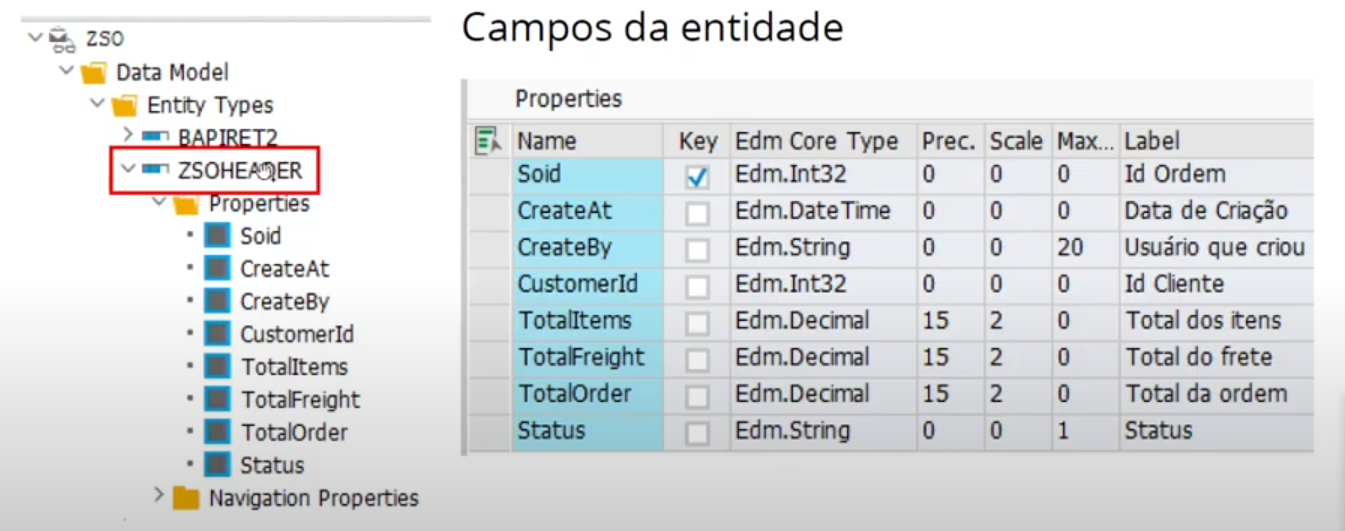 ZSO
Data Model
Entity Types
BAPIRET2
ZSOHEADER
Properties
Soid
CreateAt
CreateBy
CustomerId
TotalItems
TotalFreight
TotalOrder
Status
Navigation Properties
Campos da entidade
Properties
Name Key Edm Core Type Prec. Scale Max... Label
Soid Edm.Int32 0 0 0 Id Ordem
CreateAt Edm.DateTime 0 0 0 Data de Criação
CreateBy Edm.String 0 0 20 Usuário que criou
CustomerId Edm.Int32 0 0 0 Id Cliente
TotalItems Edm.Decimal 15 2 0 Total dos itens
TotalFreight Edm.Decimal 15 2 0 Total do frete
TotalOrder Edm.Decimal 15 2 0 Total da ordem
Status Edm.String 0 0 1 Status